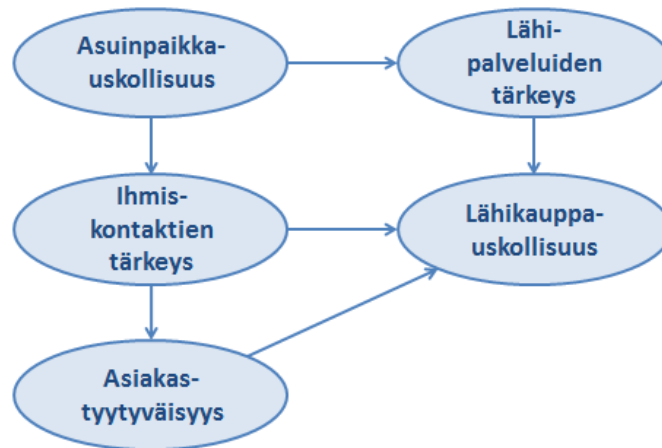 Asuinpaikka-
uskollisuus
Lähi-
palveluiden
tärkeys
Ihmis-
kontaktien
tärkeys
Lähikauppa-
uskollisuus
Asiakas-
tyytyväisyys